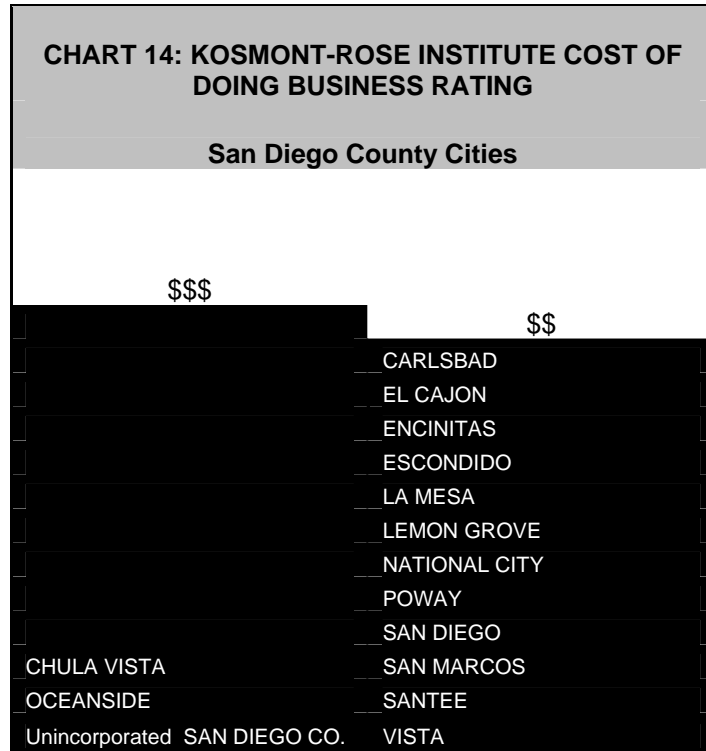 CHART 14: KOSMONT-ROSE INSTITUTE COST OF
DOING BUSINESS RATING
San Diego County Cities
$$$
$$
CARLSBAD
EL CAJON
ENCINITAS
ESCONDIDO
LA MESA
LEMON GROVE
NATIONAL CITY
POWAY
SAN DIEGO
CHULA VISTA SAN MARCOS
OCEANSIDE SANTEE
Unincorporated SAN DIEGO CO. VISTA